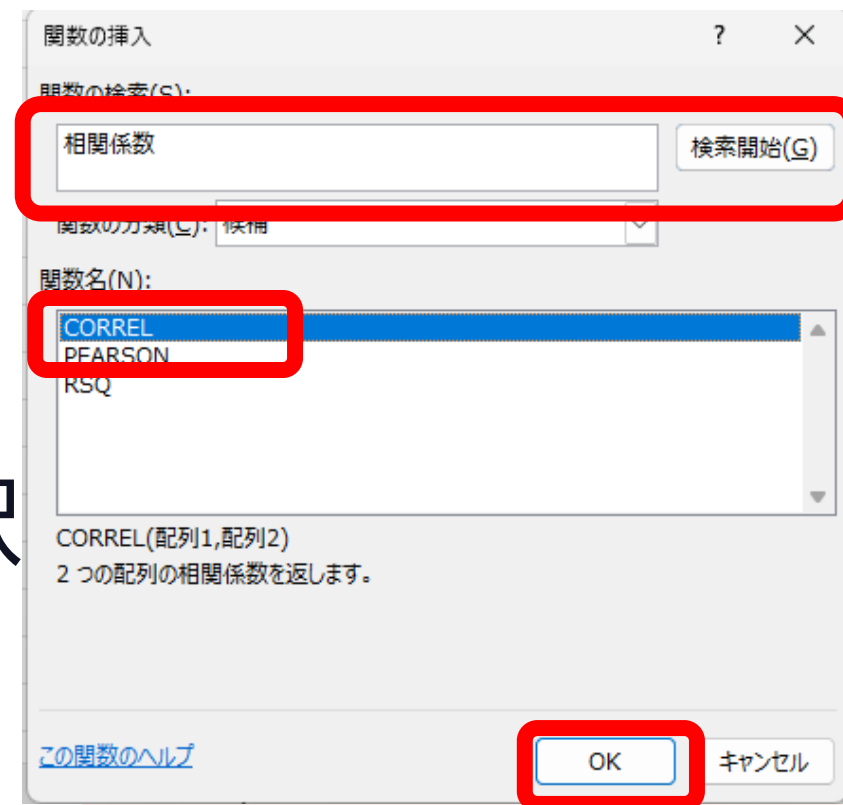 関数の挿入 ? ×
関数の検索(S):
相関係数
検索開始(G)
関数の分類(C): 候補
関数名(N):
CORREL
PEARSON
RSQ
CORREL(配列1,配列2)
2 つの配列の相関係数を返します。
この関数のヘルプ
OK
キャンセル